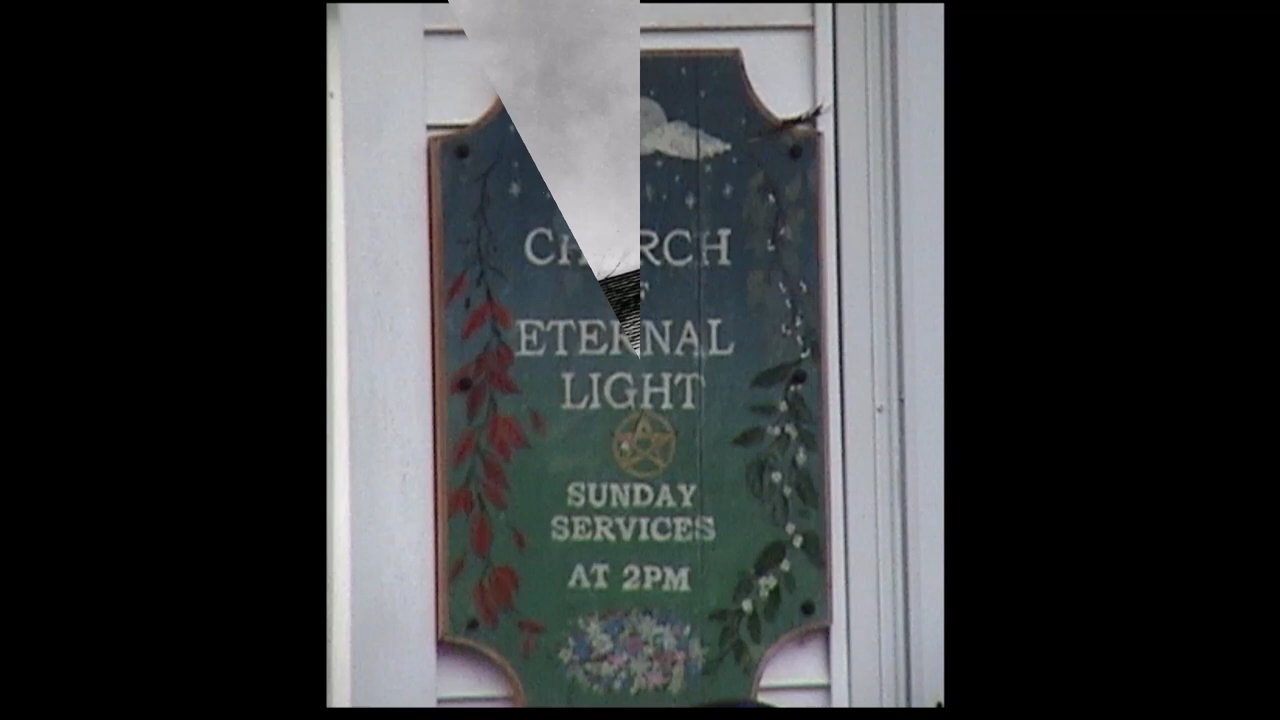 CHURCH
ETERNAL
LIGHT
SUNDAY
SERVICES
AT 2PM